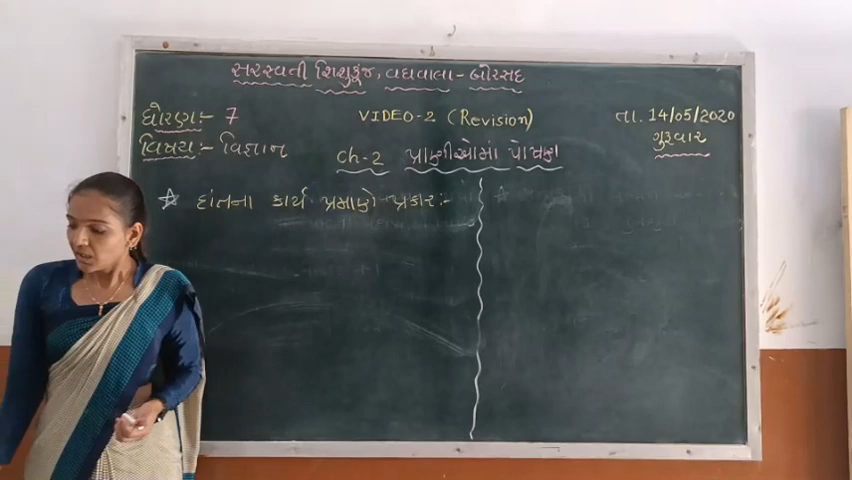 સરસ્વતી શિશુકુંજ, વઘવાલા - બોરસદ
ધોરણ :- 7
VIDEO-2 (Revision)
તા. 14/05/2020
ગુરૂવાર
વિષય :- વિજ્ઞાન
Ch-2 પ્રાણીઓમાં પોષણ
☆ દાંતના કાર્ય પ્રમાણે પ્રકાર :-